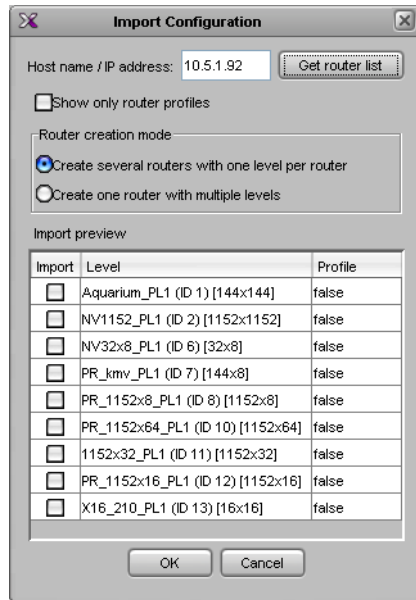 Import Configuration
Host name / IP address: 10.5.1.92 Get router list
Show only router profiles
Router creation mode
Create several routers with one level per router
Create one router with multiple levels
Import preview
Import Level Profile
Aquarium_PL1 (ID 1) [144x144] false
NV1152_PL1 (ID 2) [1152x1152] false
NV32x8_PL1 (ID 6) [32x8] false
PR_kmv_PL1 (ID 7) [144x8] false
PR_1152x8_PL1 (ID 8) [1152x8] false
PR_1152x64_PL1 (ID 10) [1152x64] false
1152x32_PL1 (ID 11) [1152x32] false
PR_1152x16_PL1 (ID 12) [1152x16] false
X16_210_PL1 (ID 13) [16x16] false
OK Cancel